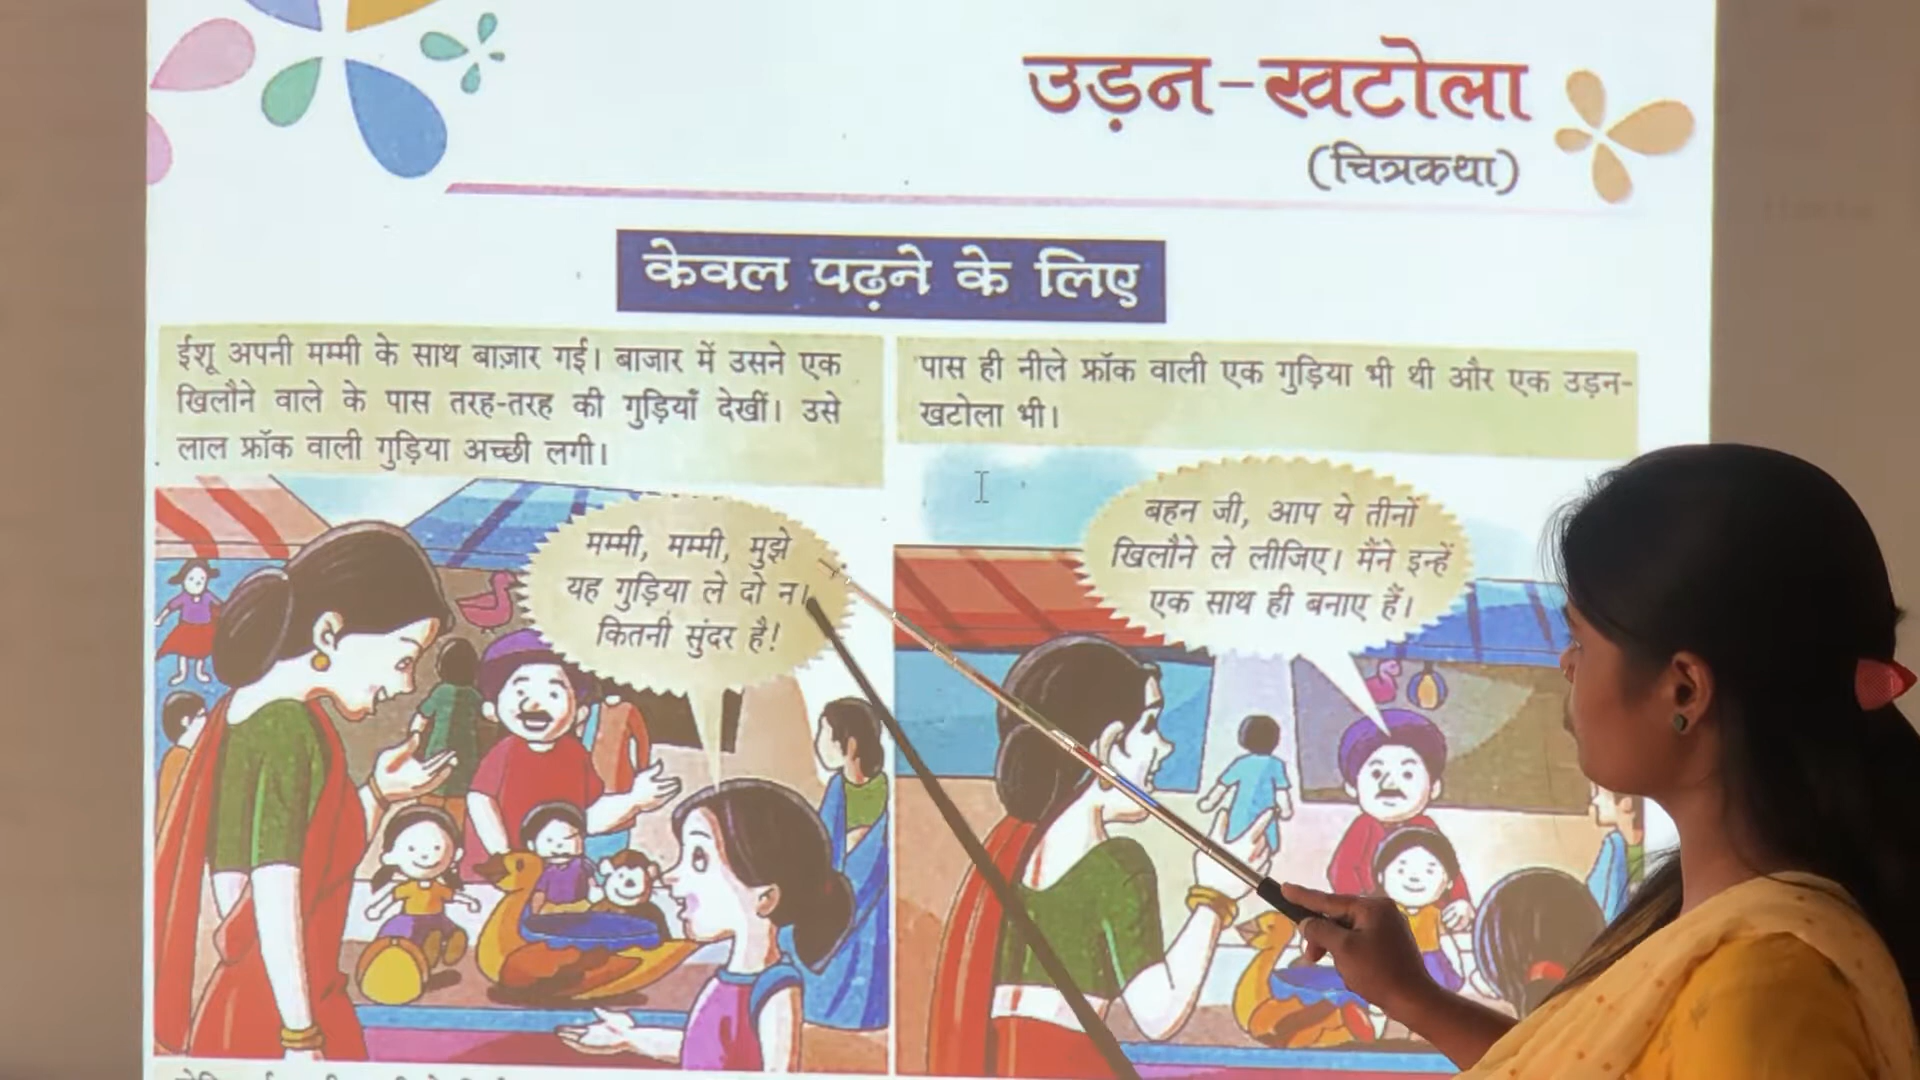 उड़न-खटोला
(चित्रकथा)
केवल पढ़ने के लिए
ईशू अपनी मम्मी के साथ बाज़ार गई। बाजार में उसने एक
खिलौने वाले के पास तरह-तरह की गुड़ियाँ देखीं। उसे
लाल फ्रॉक वाली गुड़िया अच्छी लगी।
पास ही नीले फ्रॉक वाली एक गुड़िया भी थी और एक उड़न-
खटोला भी।
मम्मी, मम्मी, मुझे
यह गुड़िया ले दो न।
कितनी सुंदर है!
बहन जी, आप ये तीनों
खिलौने ले लीजिए। मैंने इन्हें
एक साथ ही बनाए हैं।